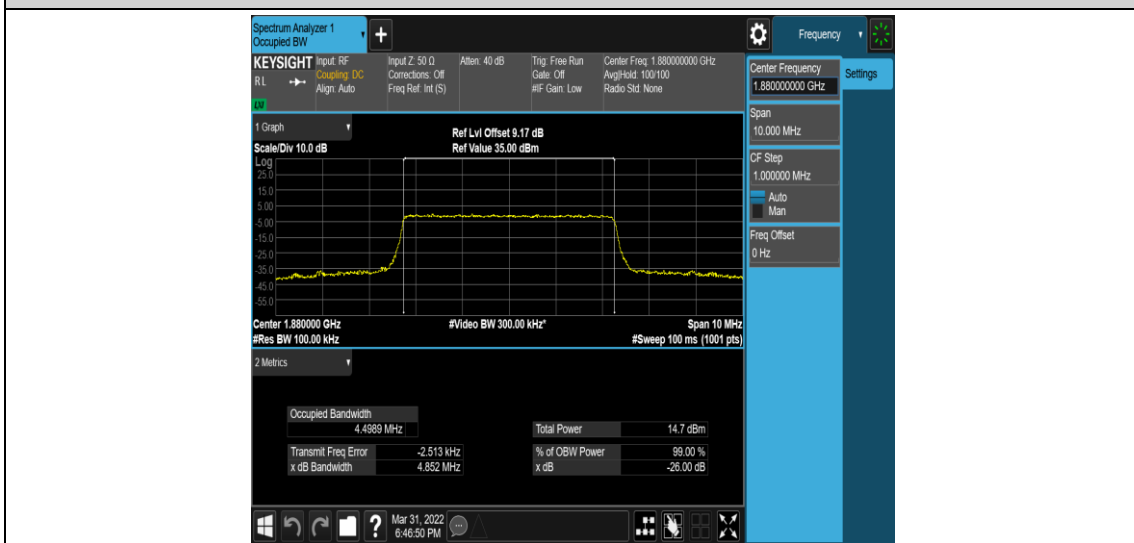 Spectrum Analyzer 1
Occupied BW
+
Frequency
KEYSIGHT
RL
LXI
Input: RF
Coupling: DC
Align: Auto
Input Z: 50 Ω
Corrections: Off
Freq Ref: Int (S)
Atten: 40 dB
Trig: Free Run
Gate: Off
#IF Gain: Low
Center Freq: 1.880000000 GHz
Avg|Hold: 100/100
Radio Std: None
Center Frequency
1.880000000 GHz
Settings
Span
10.000 MHz
CF Step
1.000000 MHz
Auto
Man
Freq Offset
0 Hz
1 Graph
Scale/Div 10.0 dB
Ref Lvl Offset 9.17 dB
Ref Value 35.00 dBm
Log
25.0
15.0
5.00
-5.00
-15.0
-25.0
-35.0
-45.0
-55.0
Center 1.880000 GHz
#Res BW 100.00 kHz
#Video BW 300.00 kHz*
Span 10 MHz
#Sweep 100 ms (1001 pts)
2 Metrics
Occupied Bandwidth
4.4989 MHz
Transmit Freq Error -2.513 kHz
x dB Bandwidth 4.852 MHz
Total Power 14.7 dBm
% of OBW Power 99.00 %
x dB -26.00 dB
?
Mar 31, 2022
6:46:50 PM